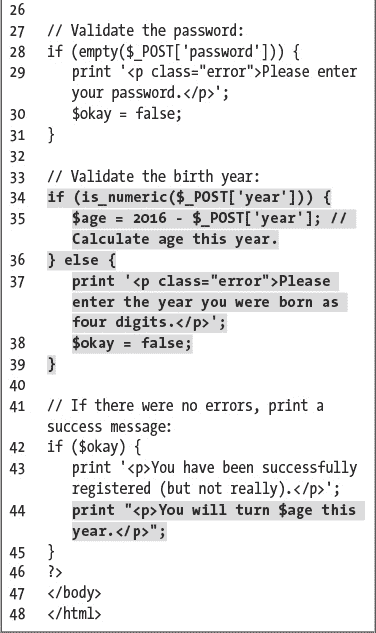 26
27 // Validate the password:
28 if (empty($_POST['password'])) {
29 print '<p class="error">Please enter
your password.</p>';
30 $okay = false;
31 }
32
33 // Validate the birth year:
34 if (is_numeric($_POST['year'])) {
35 $age = 2016 - $_POST['year']; //
Calculate age this year.
36 } else {
37 print '<p class="error">Please
enter the year you were born as
four digits.</p>';
38 $okay = false;
39 }
40
41 // If there were no errors, print a
success message:
42 if ($okay) {
43 print '<p>You have been successfully
registered (but not really).</p>';
44 print "<p>You will turn $age this
year.</p>";
45 }
46 ?>
47 </body>
48 </html>